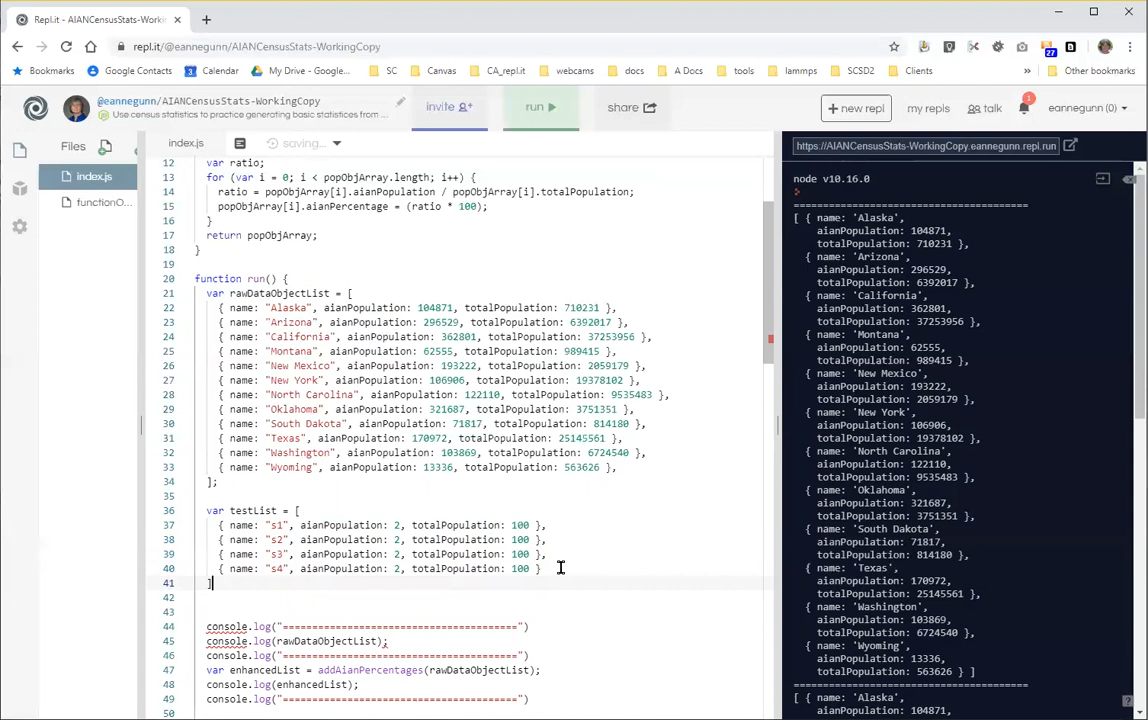 Repl.it - AIANCensusStats-Workin
repl.it/@eannegunn/AIANCensusStats-WorkingCopy
27
Bookmarks Google Contacts Calendar My Drive - Google... SC Canvas CA_repl.it webcams docs A Docs tools lammps SCSD2 Clients » Other bookmarks
@eannegunn/AIANCensusStats-WorkingCopy
Use census statistics to practice generating basic statistics from ...
invite
run
share
new repl
my repls
talk
1
eannegunn (0)
Files
index.js
functionO...
index.js
saving...
12 var ratio;
13 for (var i = 0; i < popObjArray.length; i++) {
14 ratio = popObjArray[i].aianPopulation / popObjArray[i].totalPopulation;
15 popObjArray[i].aianPercentage = (ratio * 100);
16 }
17 return popObjArray;
18 }
19
20 function run() {
21 var rawDataObjectList = [
22 { name: "Alaska", aianPopulation: 104871, totalPopulation: 710231 },
23 { name: "Arizona", aianPopulation: 296529, totalPopulation: 6392017 },
24 { name: "California", aianPopulation: 362801, totalPopulation: 37253956 },
25 { name: "Montana", aianPopulation: 62555, totalPopulation: 989415 },
26 { name: "New Mexico", aianPopulation: 193222, totalPopulation: 2059179 },
27 { name: "New York", aianPopulation: 106906, totalPopulation: 19378102 },
28 { name: "North Carolina", aianPopulation: 122110, totalPopulation: 9535483 },
29 { name: "Oklahoma", aianPopulation: 321687, totalPopulation: 3751351 },
30 { name: "South Dakota", aianPopulation: 71817, totalPopulation: 814180 },
31 { name: "Texas", aianPopulation: 170972, totalPopulation: 25145561 },
32 { name: "Washington", aianPopulation: 103869, totalPopulation: 6724540 },
33 { name: "Wyoming", aianPopulation: 13336, totalPopulation: 563626 },
34 ];
35
36 var testList = [
37 { name: "s1", aianPopulation: 2, totalPopulation: 100 },
38 { name: "s2", aianPopulation: 2, totalPopulation: 100 },
39 { name: "s3", aianPopulation: 2, totalPopulation: 100 },
40 { name: "s4", aianPopulation: 2, totalPopulation: 100 }
41 ]
42
43
44 console.log("========================================")
45 console.log(rawDataObjectList);
46 console.log("========================================")
47 var enhancedList = addAianPercentages(rawDataObjectList);
48 console.log(enhancedList);
49 console.log("========================================")
50
https://AIANCensusStats-WorkingCopy.eannegunn.repl.run
node v10.16.0
========================================
[ { name: 'Alaska',
aianPopulation: 104871,
totalPopulation: 710231 },
{ name: 'Arizona',
aianPopulation: 296529,
totalPopulation: 6392017 },
{ name: 'California',
aianPopulation: 362801,
totalPopulation: 37253956 },
{ name: 'Montana',
aianPopulation: 62555,
totalPopulation: 989415 },
{ name: 'New Mexico',
aianPopulation: 193222,
totalPopulation: 2059179 },
{ name: 'New York',
aianPopulation: 106906,
totalPopulation: 19378102 },
{ name: 'North Carolina',
aianPopulation: 122110,
totalPopulation: 9535483 },
{ name: 'Oklahoma',
aianPopulation: 321687,
totalPopulation: 3751351 },
{ name: 'South Dakota',
aianPopulation: 71817,
totalPopulation: 814180 },
{ name: 'Texas',
aianPopulation: 170972,
totalPopulation: 25145561 },
{ name: 'Washington',
aianPopulation: 103869,
totalPopulation: 6724540 },
{ name: 'Wyoming',
aianPopulation: 13336,
totalPopulation: 563626 } ]
========================================
[ { name: 'Alaska',
aianPopulation: 104871,